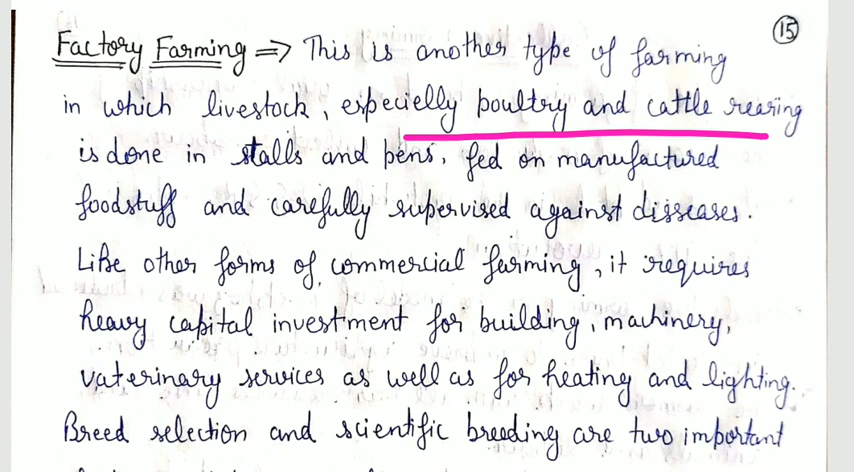 15
Factory Farming => This is another type of farming
in which livestock, especielly poultry and cattle rearing
is done in stalls and pens, fed on manufactured
foodstuff and carefully supervised against disseases.
Like other forms of commercial farming, it requires
heavy capital investment for building, machinery,
vaterinary services as well as for heating and lighting.
Breed selection and scientific breeding are two important